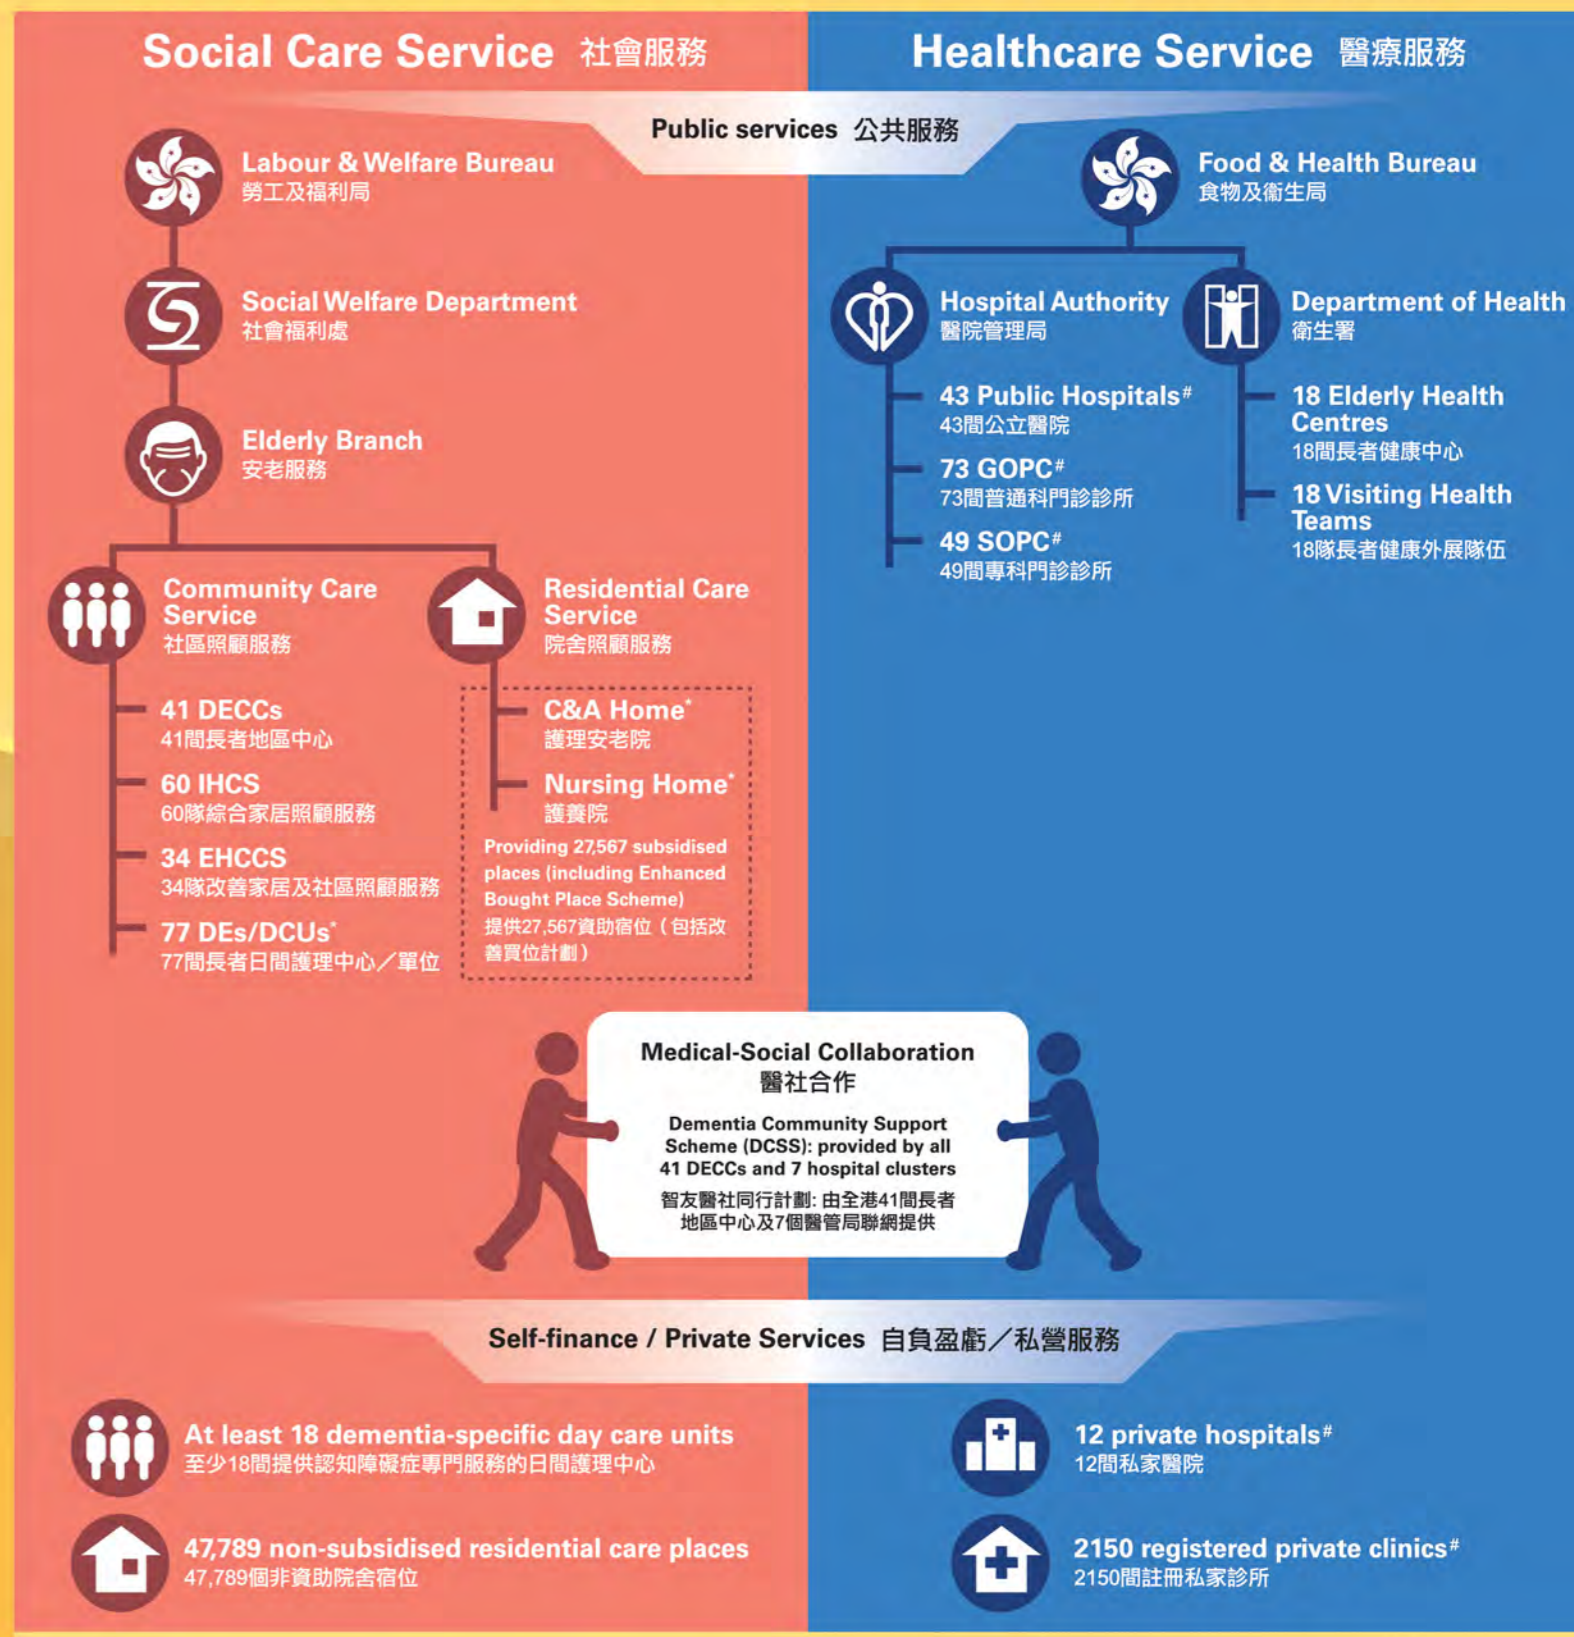 Social Care Service 社會服務
Healthcare Service 醫療服務
Public services 公共服務
Labour & Welfare Bureau
勞工及福利局
Social Welfare Department
社會福利處
Elderly Branch
安老服務
Community Care
Service
社區照顧服務
41 DECCs
41間長者地區中心
60 IHCS
60隊綜合家居照顧服務
34 EHCCS
34隊改善家居及社區照顧服務
77 DEs/DCUs*
77間長者日間護理中心／單位
Residential Care
Service
院舍照顧服務
C&A Home*
護理安老院
Nursing Home*
護養院
Providing 27,567 subsidised
places (including Enhanced
Bought Place Scheme)
提供27,567資助宿位（包括改
善買位計劃）
Food & Health Bureau
食物及衞生局
Hospital Authority
醫院管理局
43 Public Hospitals#
43間公立醫院
73 GOPC#
73間普通科門診診所
49 SOPC#
49間專科門診診所
Department of Health
衞生署
18 Elderly Health
Centres
18間長者健康中心
18 Visiting Health
Teams
18隊長者健康外展隊伍
Medical-Social Collaboration
醫社合作
Dementia Community Support
Scheme (DCSS): provided by all
41 DECCs and 7 hospital clusters
智友醫社同行計劃: 由全港41間長者
地區中心及7個醫管局聯網提供
Self-finance / Private Services 自負盈虧／私營服務
At least 18 dementia-specific day care units
至少18間提供認知障礙症專門服務的日間護理中心
47,789 non-subsidised residential care places
47,789個非資助院舍宿位
12 private hospitals#
12間私家醫院
2150 registered private clinics#
2150間註冊私家診所